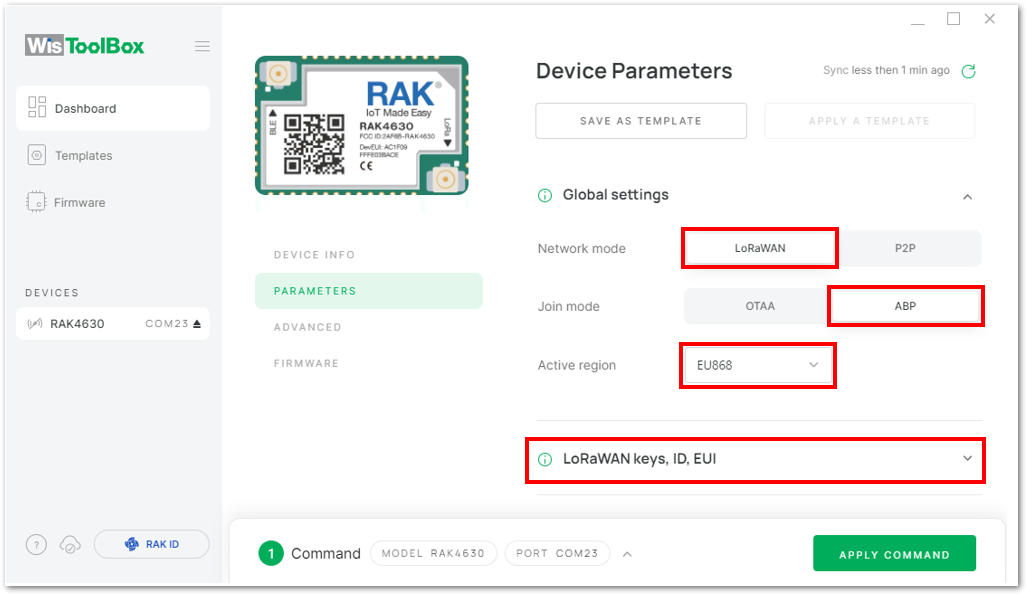 WisToolBox
Dashboard
Templates
Firmware
DEVICES
RAK4630 COM23
?
RAK ID
RAK®
IoT Made Easy
RAK4630
FCC ID:2AF6B-RAK4630
DevEUI: AC1F09
FFFE03BACE
CE
BLE
LoRa
DEVICE INFO
PARAMETERS
ADVANCED
FIRMWARE
Device Parameters
Sync less then 1 min ago
SAVE AS TEMPLATE
APPLY A TEMPLATE
Global settings
Network mode LoRaWAN P2P
Join mode OTAA ABP
Active region EU868
LoRaWAN keys, ID, EUI
1 Command MODEL RAK4630 PORT COM23
APPLY COMMAND